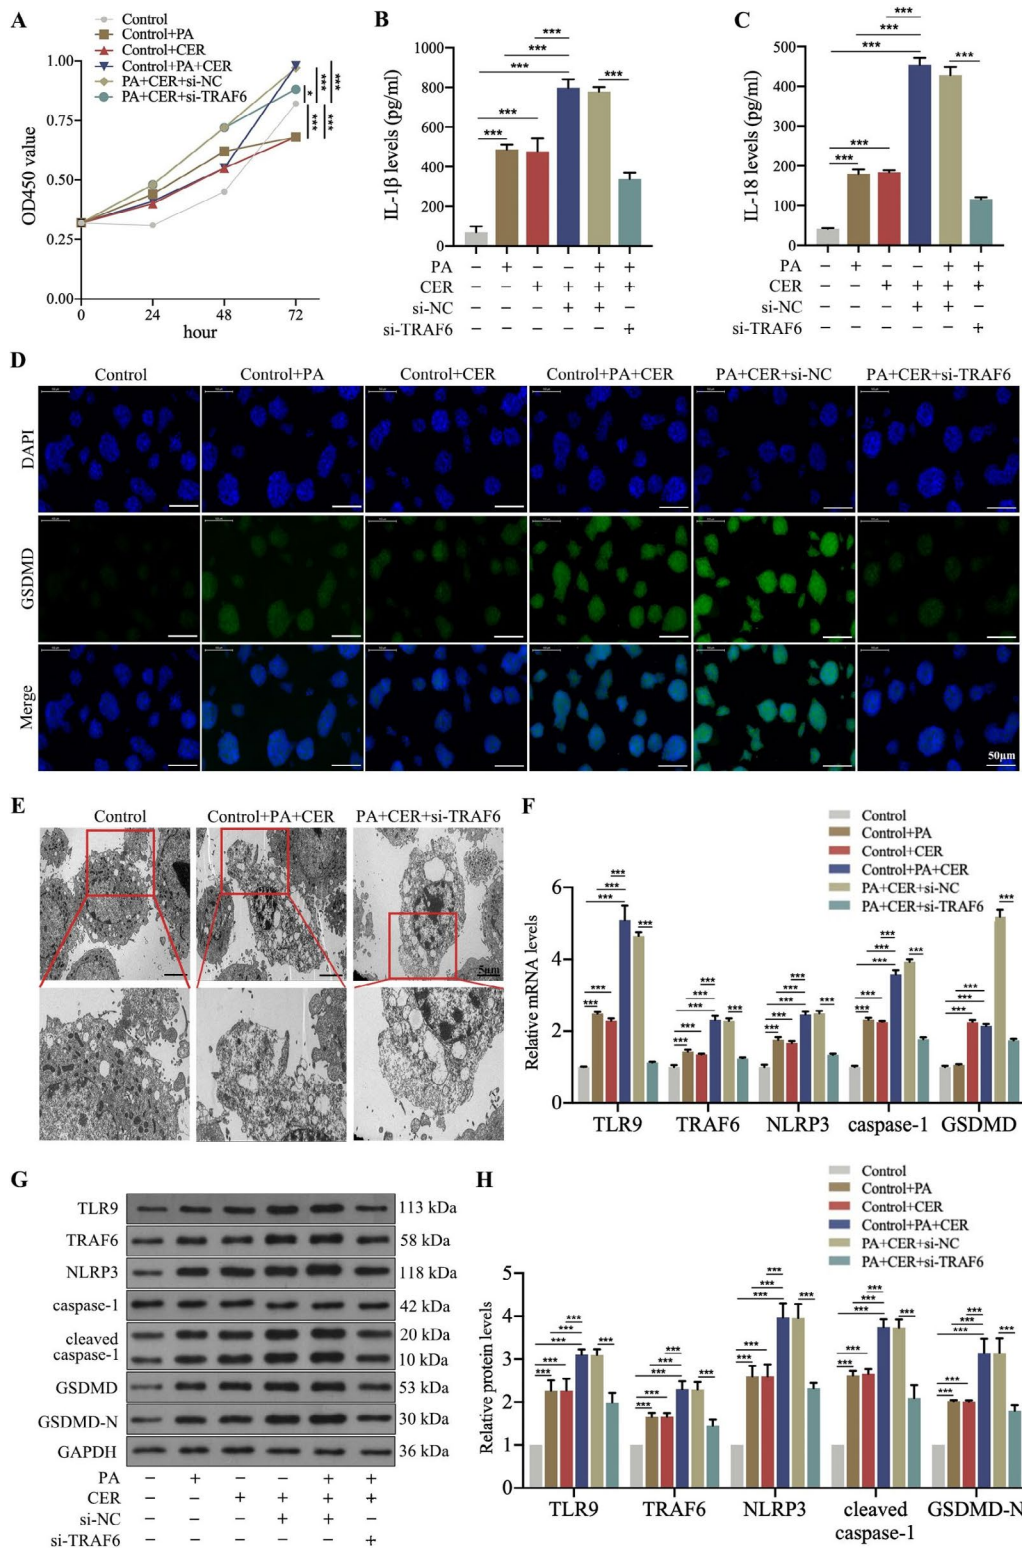 A
Control
Control+PA
Control+CER
Control+PA+CER
PA+CER+si-NC
PA+CER+si-TRAF6
1.00
0.75
0.50
0.25
0.00
OD450 value
0 24 48 72
hour
*** ***
*
*** ***
B
***
***
***
***
***
***
1000
800
600
400
200
0
IL-1β levels (pg/ml)
PA − + − − + +
CER − − + + + +
si-NC − − − + + −
si-TRAF6 − − − − − +
C
***
***
***
***
***
***
500
400
300
200
100
0
IL-18 levels (pg/ml)
PA − + − − + +
CER − − + + + +
si-NC − − − + + −
si-TRAF6 − − − − − +
D
Control Control+PA Control+CER Control+PA+CER PA+CER+si-NC PA+CER+si-TRAF6
DAPI
GSDMD
Merge
50μm
E
Control Control+PA+CER PA+CER+si-TRAF6
5μm
F
Control
Control+PA
Control+CER
Control+PA+CER
PA+CER+si-NC
PA+CER+si-TRAF6
6
4
2
0
Relative mRNA levels
*** *** *** *** *** ***
*** *** *** *** *** ***
*** *** *** *** *** ***
*** *** *** *** *** ***
*** *** *** ***
TLR9 TRAF6 NLRP3 caspase-1 GSDMD
G
TLR9 113 kDa
TRAF6 58 kDa
NLRP3 118 kDa
caspase-1 42 kDa
cleaved 20 kDa
caspase-1 10 kDa
GSDMD 53 kDa
GSDMD-N 30 kDa
GAPDH 36 kDa
PA − + − − + +
CER − − + + + +
si-NC − − − + + −
si-TRAF6 − − − − − +
H
Control
Control+PA
Control+CER
Control+PA+CER
PA+CER+si-NC
PA+CER+si-TRAF6
5
4
3
2
1
0
Relative protein levels
*** *** *** *** *** ***
*** *** *** *** *** ***
*** *** *** *** *** ***
*** *** *** *** *** ***
*** *** *** *** *** ***
TLR9 TRAF6 NLRP3 cleaved GSDMD-N
caspase-1